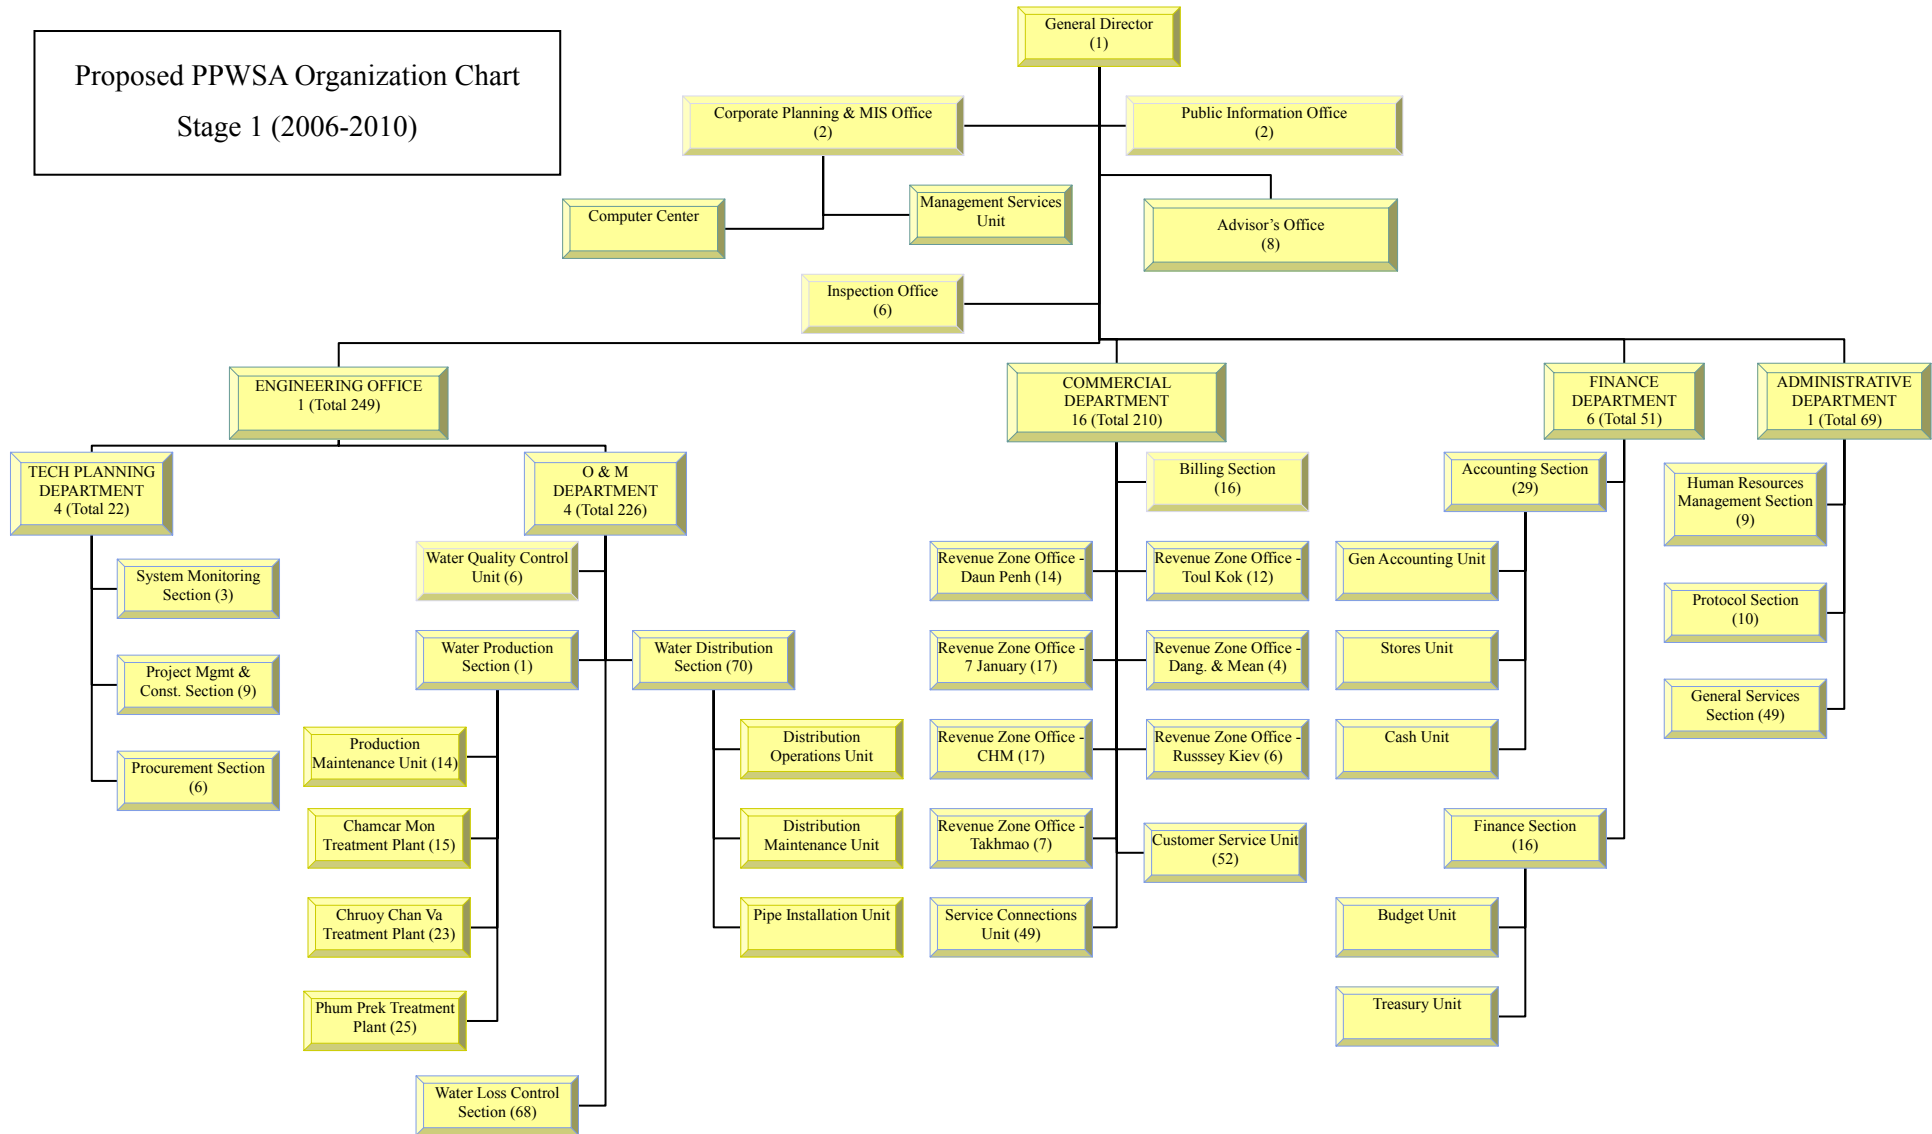 Proposed PPWSA Organization Chart
Stage 1 (2006-2010)
General Director
(1)
Corporate Planning & MIS Office
(2)
Public Information Office
(2)
Computer Center
Management Services
Unit
Advisor's Office
(8)
Inspection Office
(6)
ENGINEERING OFFICE
1 (Total 249)
COMMERCIAL
DEPARTMENT
16 (Total 210)
FINANCE
DEPARTMENT
6 (Total 51)
ADMINISTRATIVE
DEPARTMENT
1 (Total 69)
TECH PLANNING
DEPARTMENT
4 (Total 22)
O & M
DEPARTMENT
4 (Total 226)
System Monitoring
Section (3)
Project Mgmt &
Const. Section (9)
Procurement Section
(6)
Water Quality Control
Unit (6)
Water Production
Section (1)
Water Distribution
Section (70)
Production
Maintenance Unit (14)
Chamcar Mon
Treatment Plant (15)
Chruoy Chan Va
Treatment Plant (23)
Phum Prek Treatment
Plant (25)
Water Loss Control
Section (68)
Distribution
Operations Unit
Distribution
Maintenance Unit
Pipe Installation Unit
Billing Section
(16)
Revenue Zone Office -
Daun Penh (14)
Revenue Zone Office -
Toul Kok (12)
Revenue Zone Office -
7 January (17)
Revenue Zone Office -
Dang. & Mean (4)
Revenue Zone Office -
CHM (17)
Revenue Zone Office -
Russsey Kiev (6)
Revenue Zone Office -
Takhmao (7)
Customer Service Unit
(52)
Service Connections
Unit (49)
Accounting Section
(29)
Gen Accounting Unit
Stores Unit
Cash Unit
Finance Section
(16)
Budget Unit
Treasury Unit
Human Resources
Management Section
(9)
Protocol Section
(10)
General Services
Section (49)